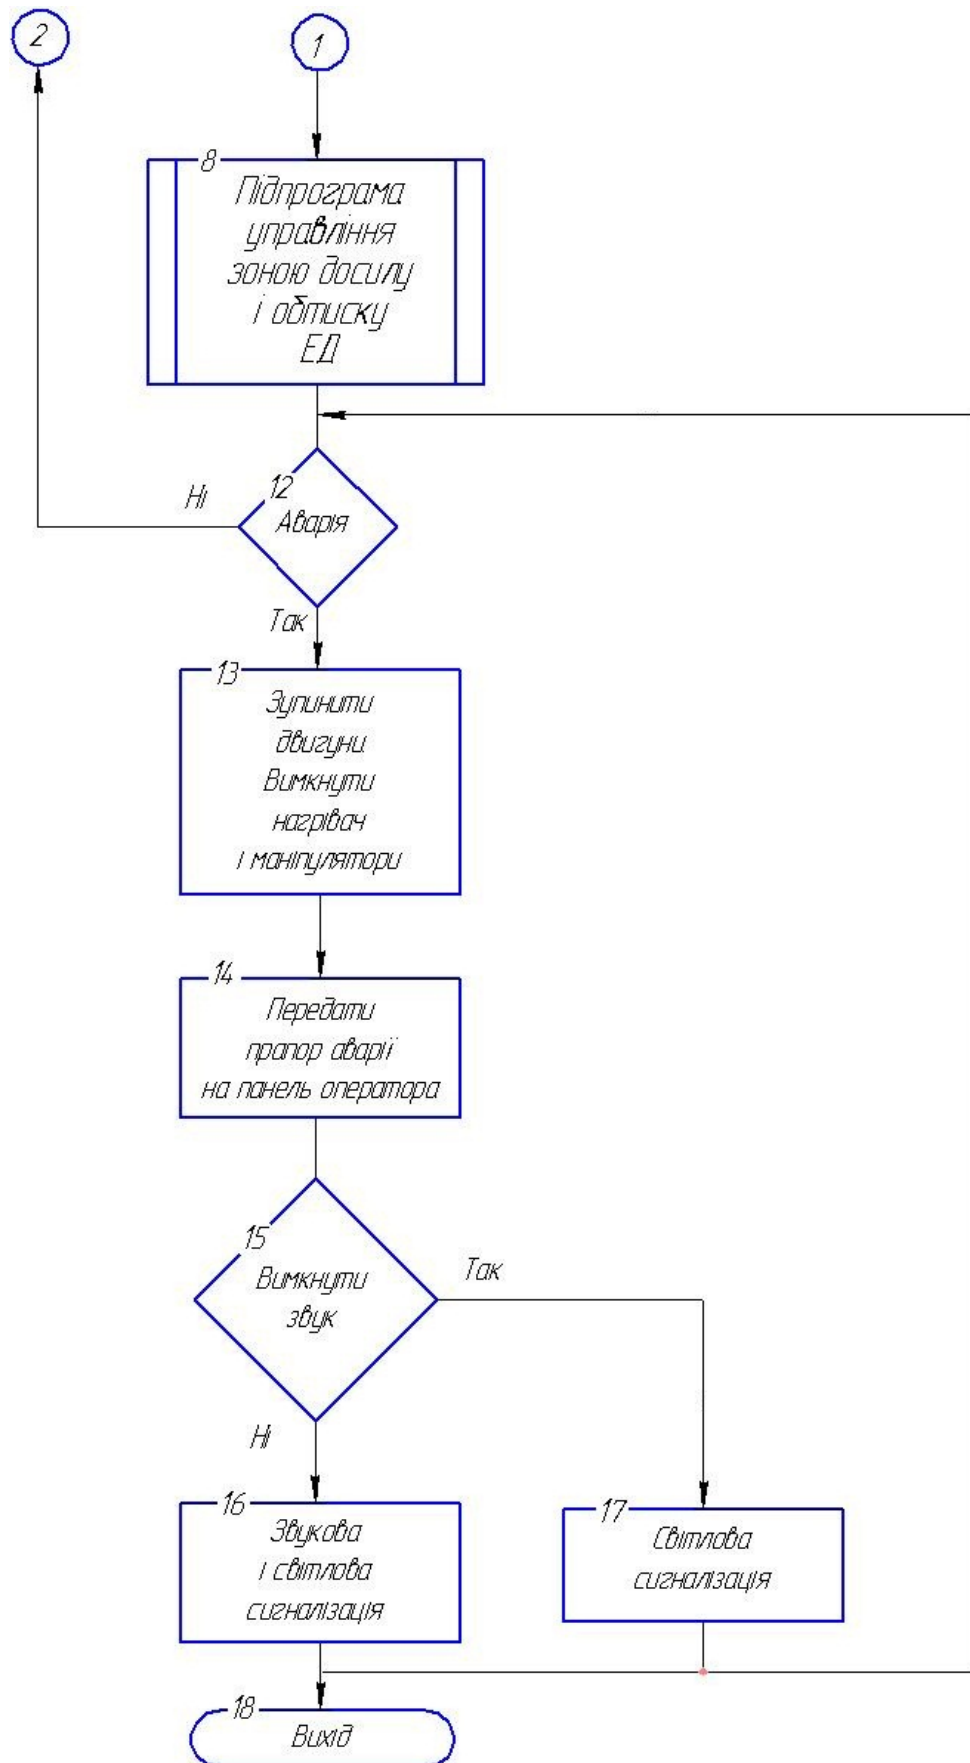 2
1
8
Підпрограма
управління
зоною досилу
і обтиску
ЕД
12
Ні
Аварія
Так
13
Зупинити
двигуни.
Вимкнути
нагрівач
і маніпулятори
14
Передати
прапор аварії
на панель оператора
15
Так
Вимкнути
звук
Ні
16
Звукова
і світлова
сигналізація
17
Світлова
сигналізація
18
Вихід